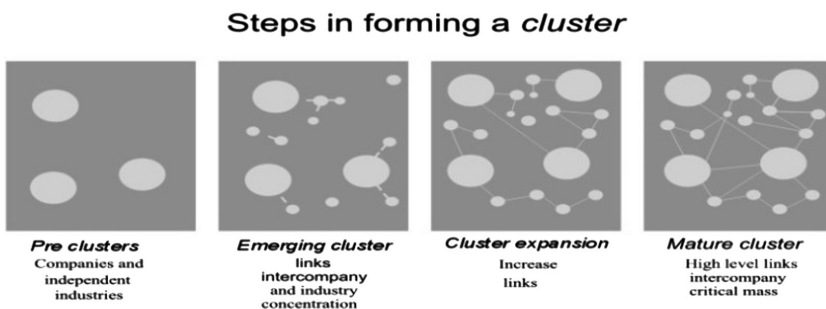 Steps in forming a cluster
Pre clusters
Companies and
independent
industries
Emerging cluster
links
intercompany
and industry
concentration
Cluster expansion
Increase
links
Mature cluster
High level links
intercompany
critical mass